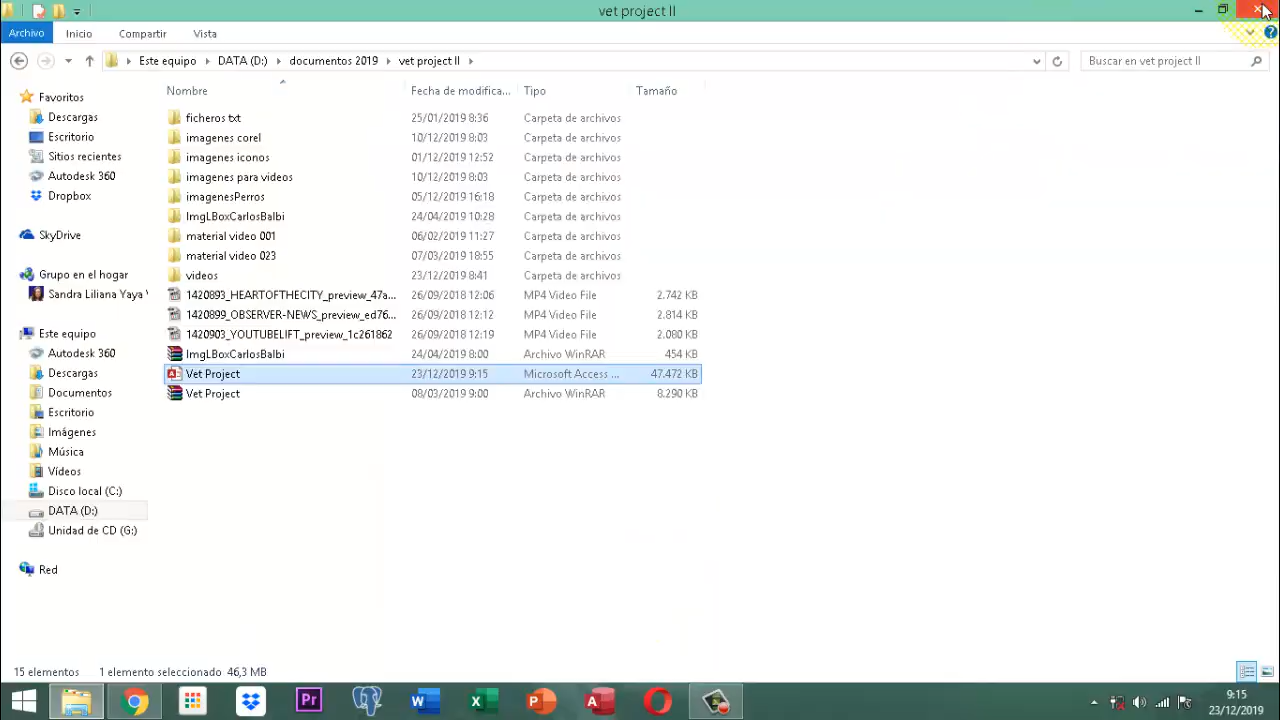 vet project II
Archivo Inicio Compartir Vista
Este equipo DATA (D:) documentos 2019 vet project II
Buscar en vet project II
Nombre Fecha de modifica... Tipo Tamaño
Favoritos
Descargas
Escritorio
Sitios recientes
Autodesk 360
Dropbox
SkyDrive
Grupo en el hogar
Sandra Liliana Yaya
Este equipo
Autodesk 360
Descargas
Documentos
Escritorio
Imágenes
Música
Vídeos
Disco local (C:)
DATA (D:)
Unidad de CD (G:)
Red
ficheros txt 25/01/2019 8:36 Carpeta de archivos
imagenes corel 10/12/2019 8:03 Carpeta de archivos
imagenes iconos 01/12/2019 12:52 Carpeta de archivos
imagenes para videos 10/12/2019 8:03 Carpeta de archivos
imagenesPerros 05/12/2019 16:18 Carpeta de archivos
ImgLBoxCarlosBalbi 24/04/2019 10:28 Carpeta de archivos
material video 001 06/02/2019 11:27 Carpeta de archivos
material video 023 07/03/2019 18:55 Carpeta de archivos
videos 23/12/2019 8:41 Carpeta de archivos
1420893_HEARTOFTHECITY_preview_47a... 26/09/2018 12:06 MP4 Video File 2.742 KB
1420899_OBSERVER-NEWS_preview_ed76... 26/09/2018 12:12 MP4 Video File 2.814 KB
1420903_YOUTUBELIFT_preview_1c261862 26/09/2018 12:19 MP4 Video File 2.080 KB
ImgLBoxCarlosBalbi 24/04/2019 8:00 Archivo WinRAR 454 KB
Vet Project 23/12/2019 9:15 Microsoft Access ... 47.472 KB
Vet Project 08/03/2019 9:00 Archivo WinRAR 8.290 KB
15 elementos 1 elemento seleccionado 46,3 MB
Pr
W
X
P
A
9:15
23/12/2019